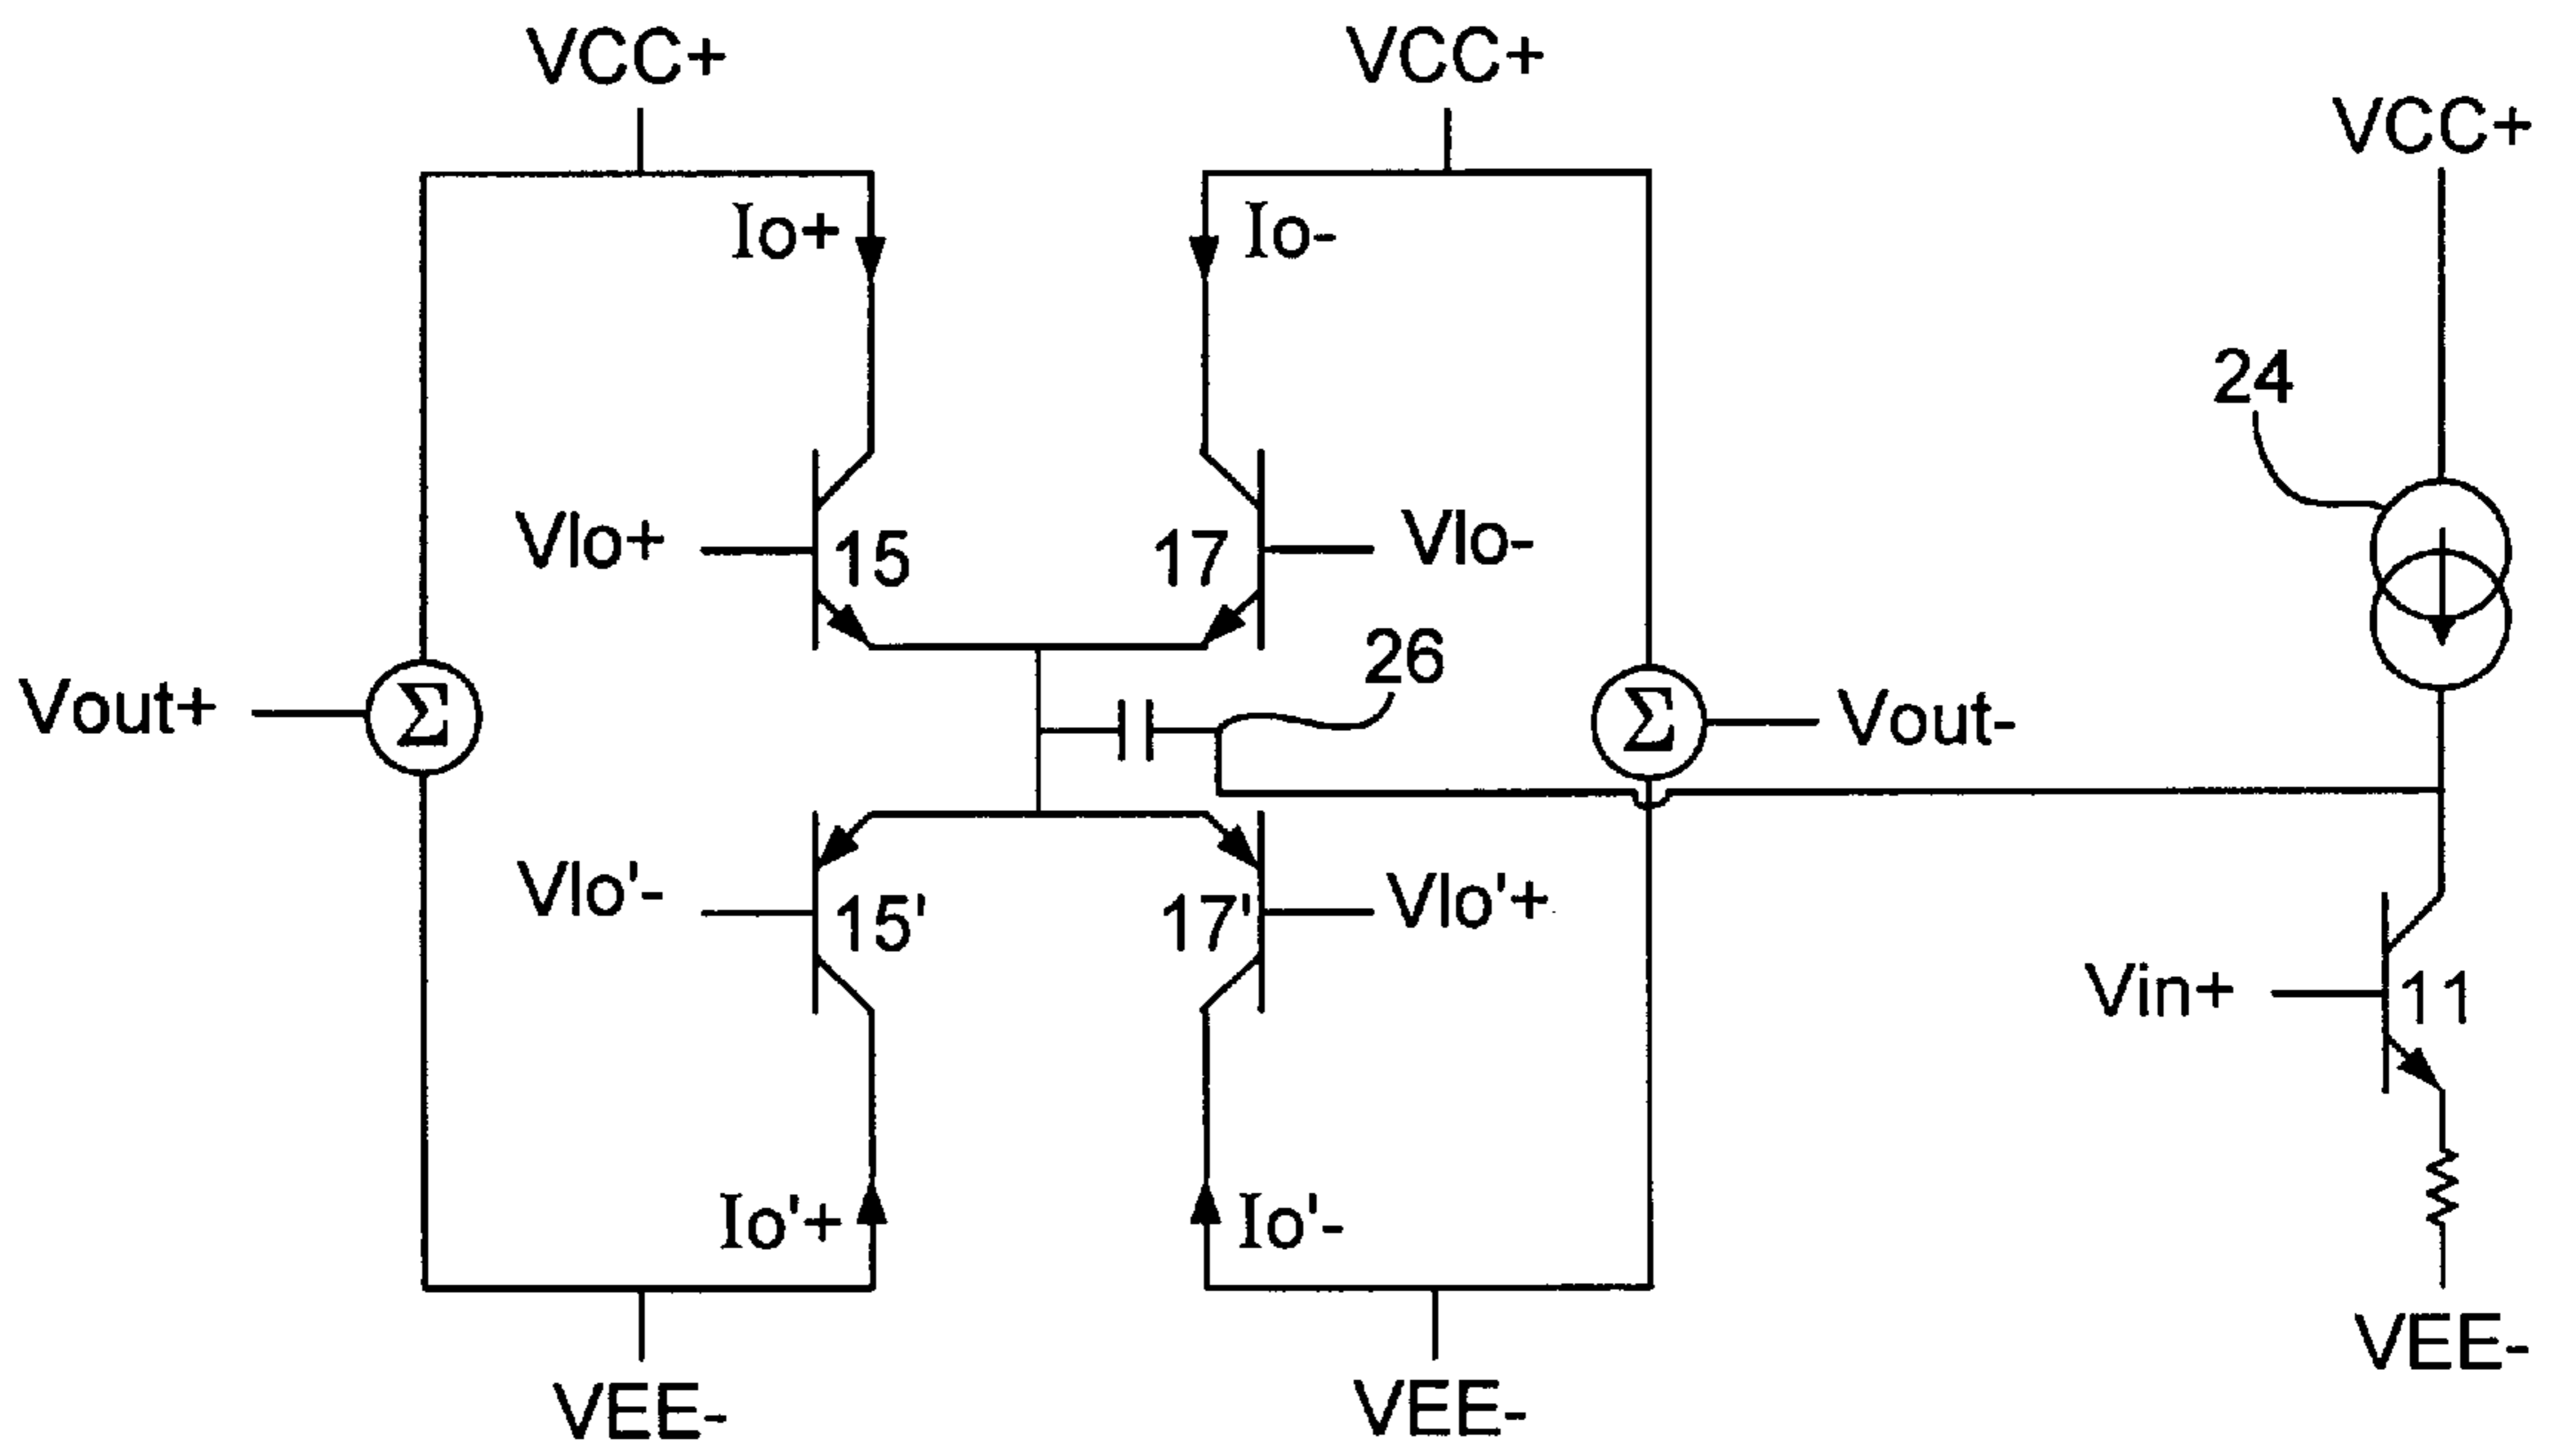 VCC+
VCC+
VCC+
Io+
Io-
24
Vlo+
15
17
Vlo-
26
Vout+
Σ
Σ
Vout-
Vlo'-
15'
17'
Vlo'+
Vin+
11
Io'+
Io'-
VEE-
VEE-
VEE-